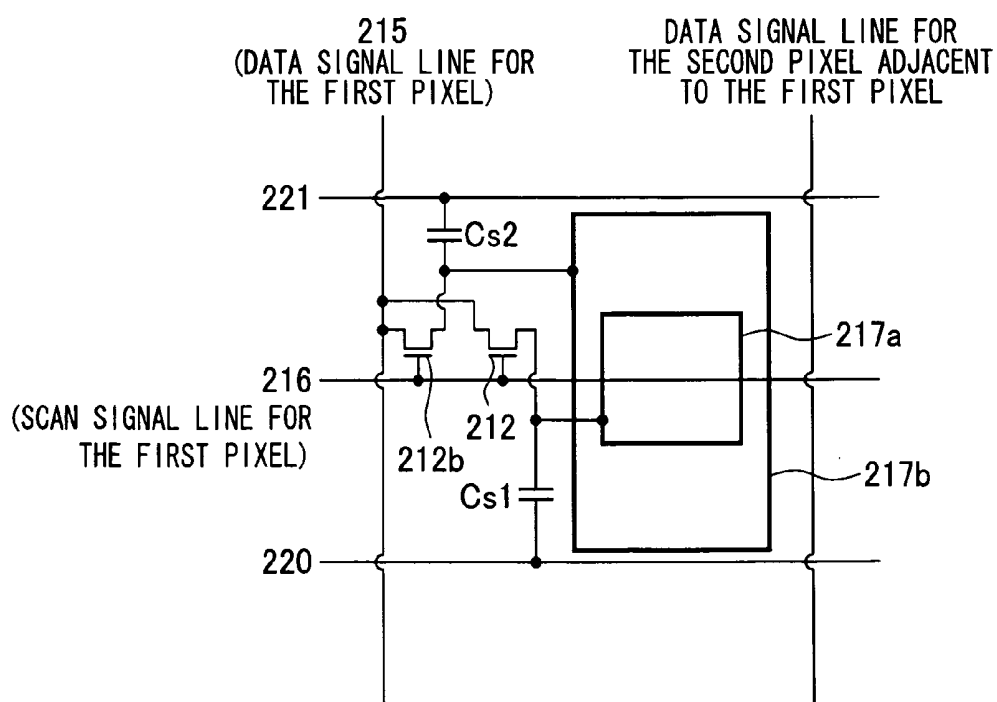 215
(DATA SIGNAL LINE FOR
THE FIRST PIXEL)
DATA SIGNAL LINE FOR
THE SECOND PIXEL ADJACENT
TO THE FIRST PIXEL
221
Cs2
217a
216
(SCAN SIGNAL LINE FOR
THE FIRST PIXEL)
212
212b
217b
Cs1
220